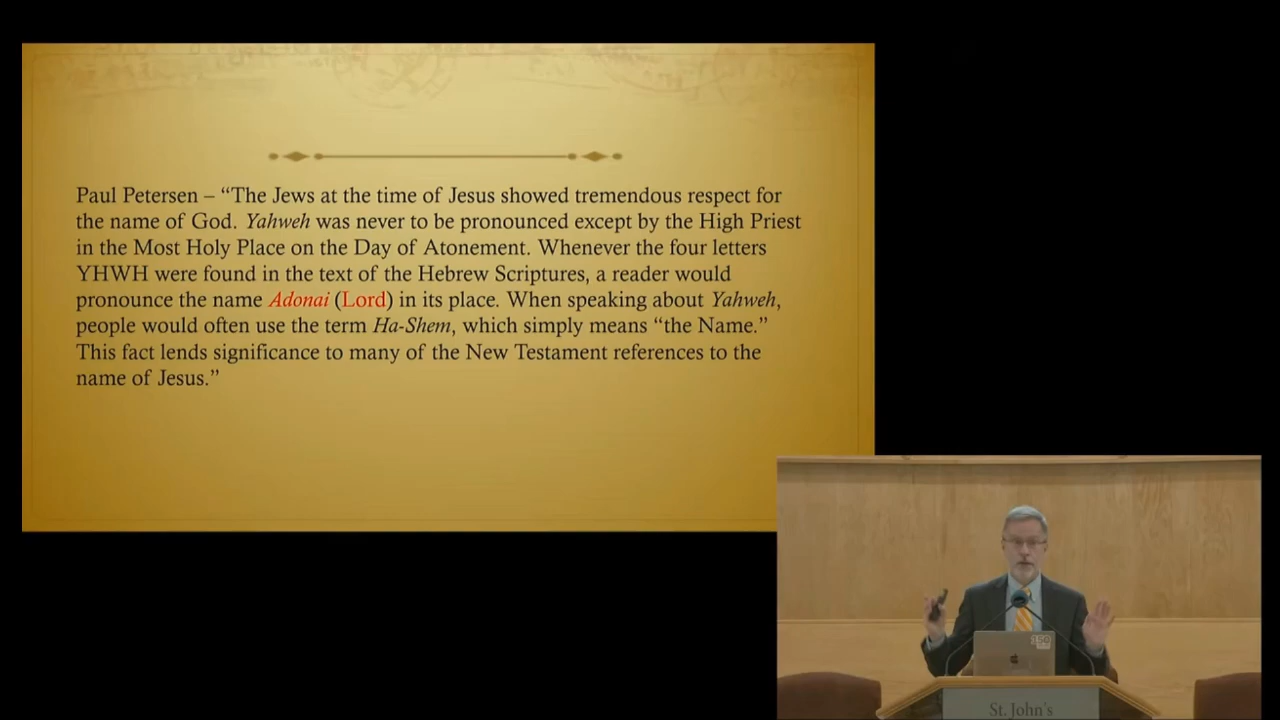 Paul Petersen – “The Jews at the time of Jesus showed tremendous respect for
the name of God. Yahweh was never to be pronounced except by the High Priest
in the Most Holy Place on the Day of Atonement. Whenever the four letters
YHWH were found in the text of the Hebrew Scriptures, a reader would
pronounce the name Adonai (Lord) in its place. When speaking about Yahweh,
people would often use the term Ha-Shem, which simply means “the Name.”
This fact lends significance to many of the New Testament references to the
name of Jesus.”
150
St. John's